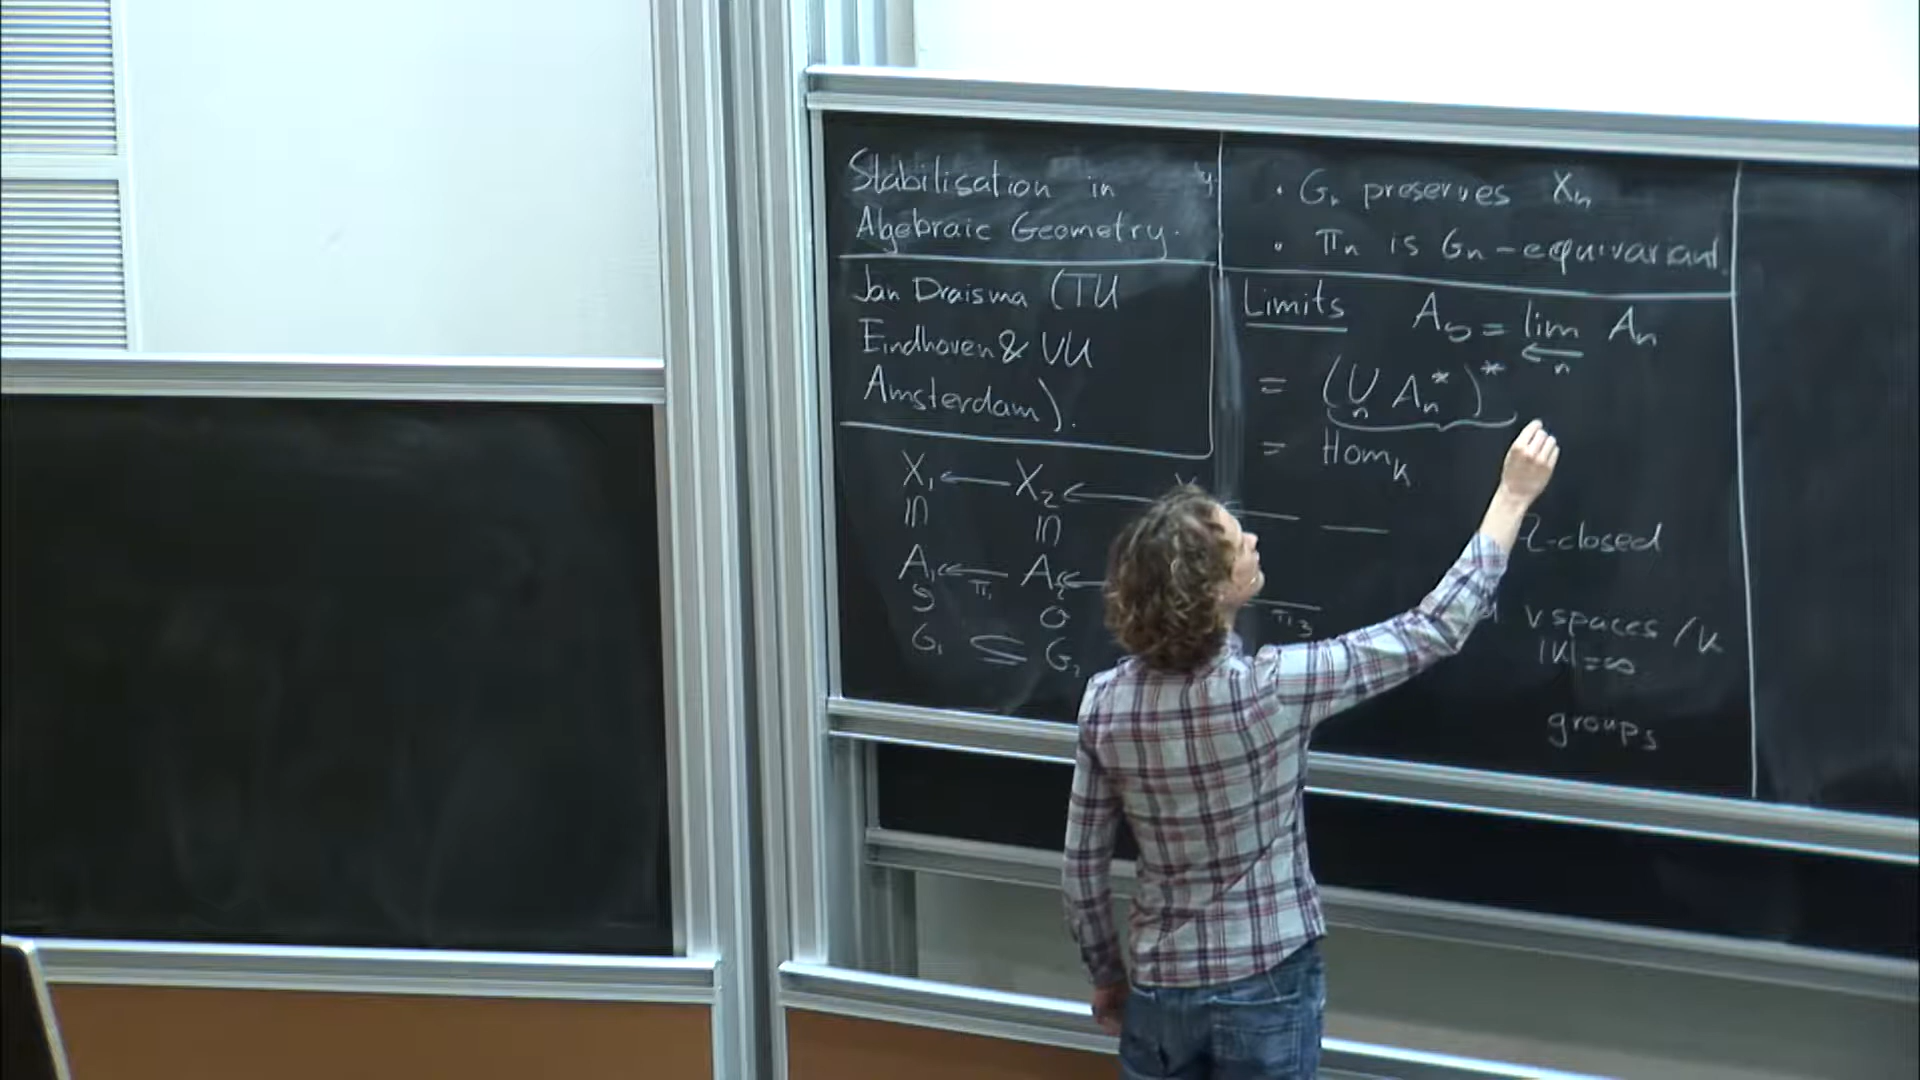 Stabilisation in
Algebraic Geometry.
Jan Draisma (TU
Eindhoven & VU
Amsterdam).
X₁ ← X₂ ←
A₁ ← A₂ ←
π₁ π₃
G₁ ≤ G₂
• Gₙ preserves Xₙ
• πₙ is Gₙ-equivariant.
Limits A∞ = lim Aₙ
← n
= (∪ₙ Aₙ*)*
= Homₖ
Z-closed
v spaces / K
|K|=∞
groups